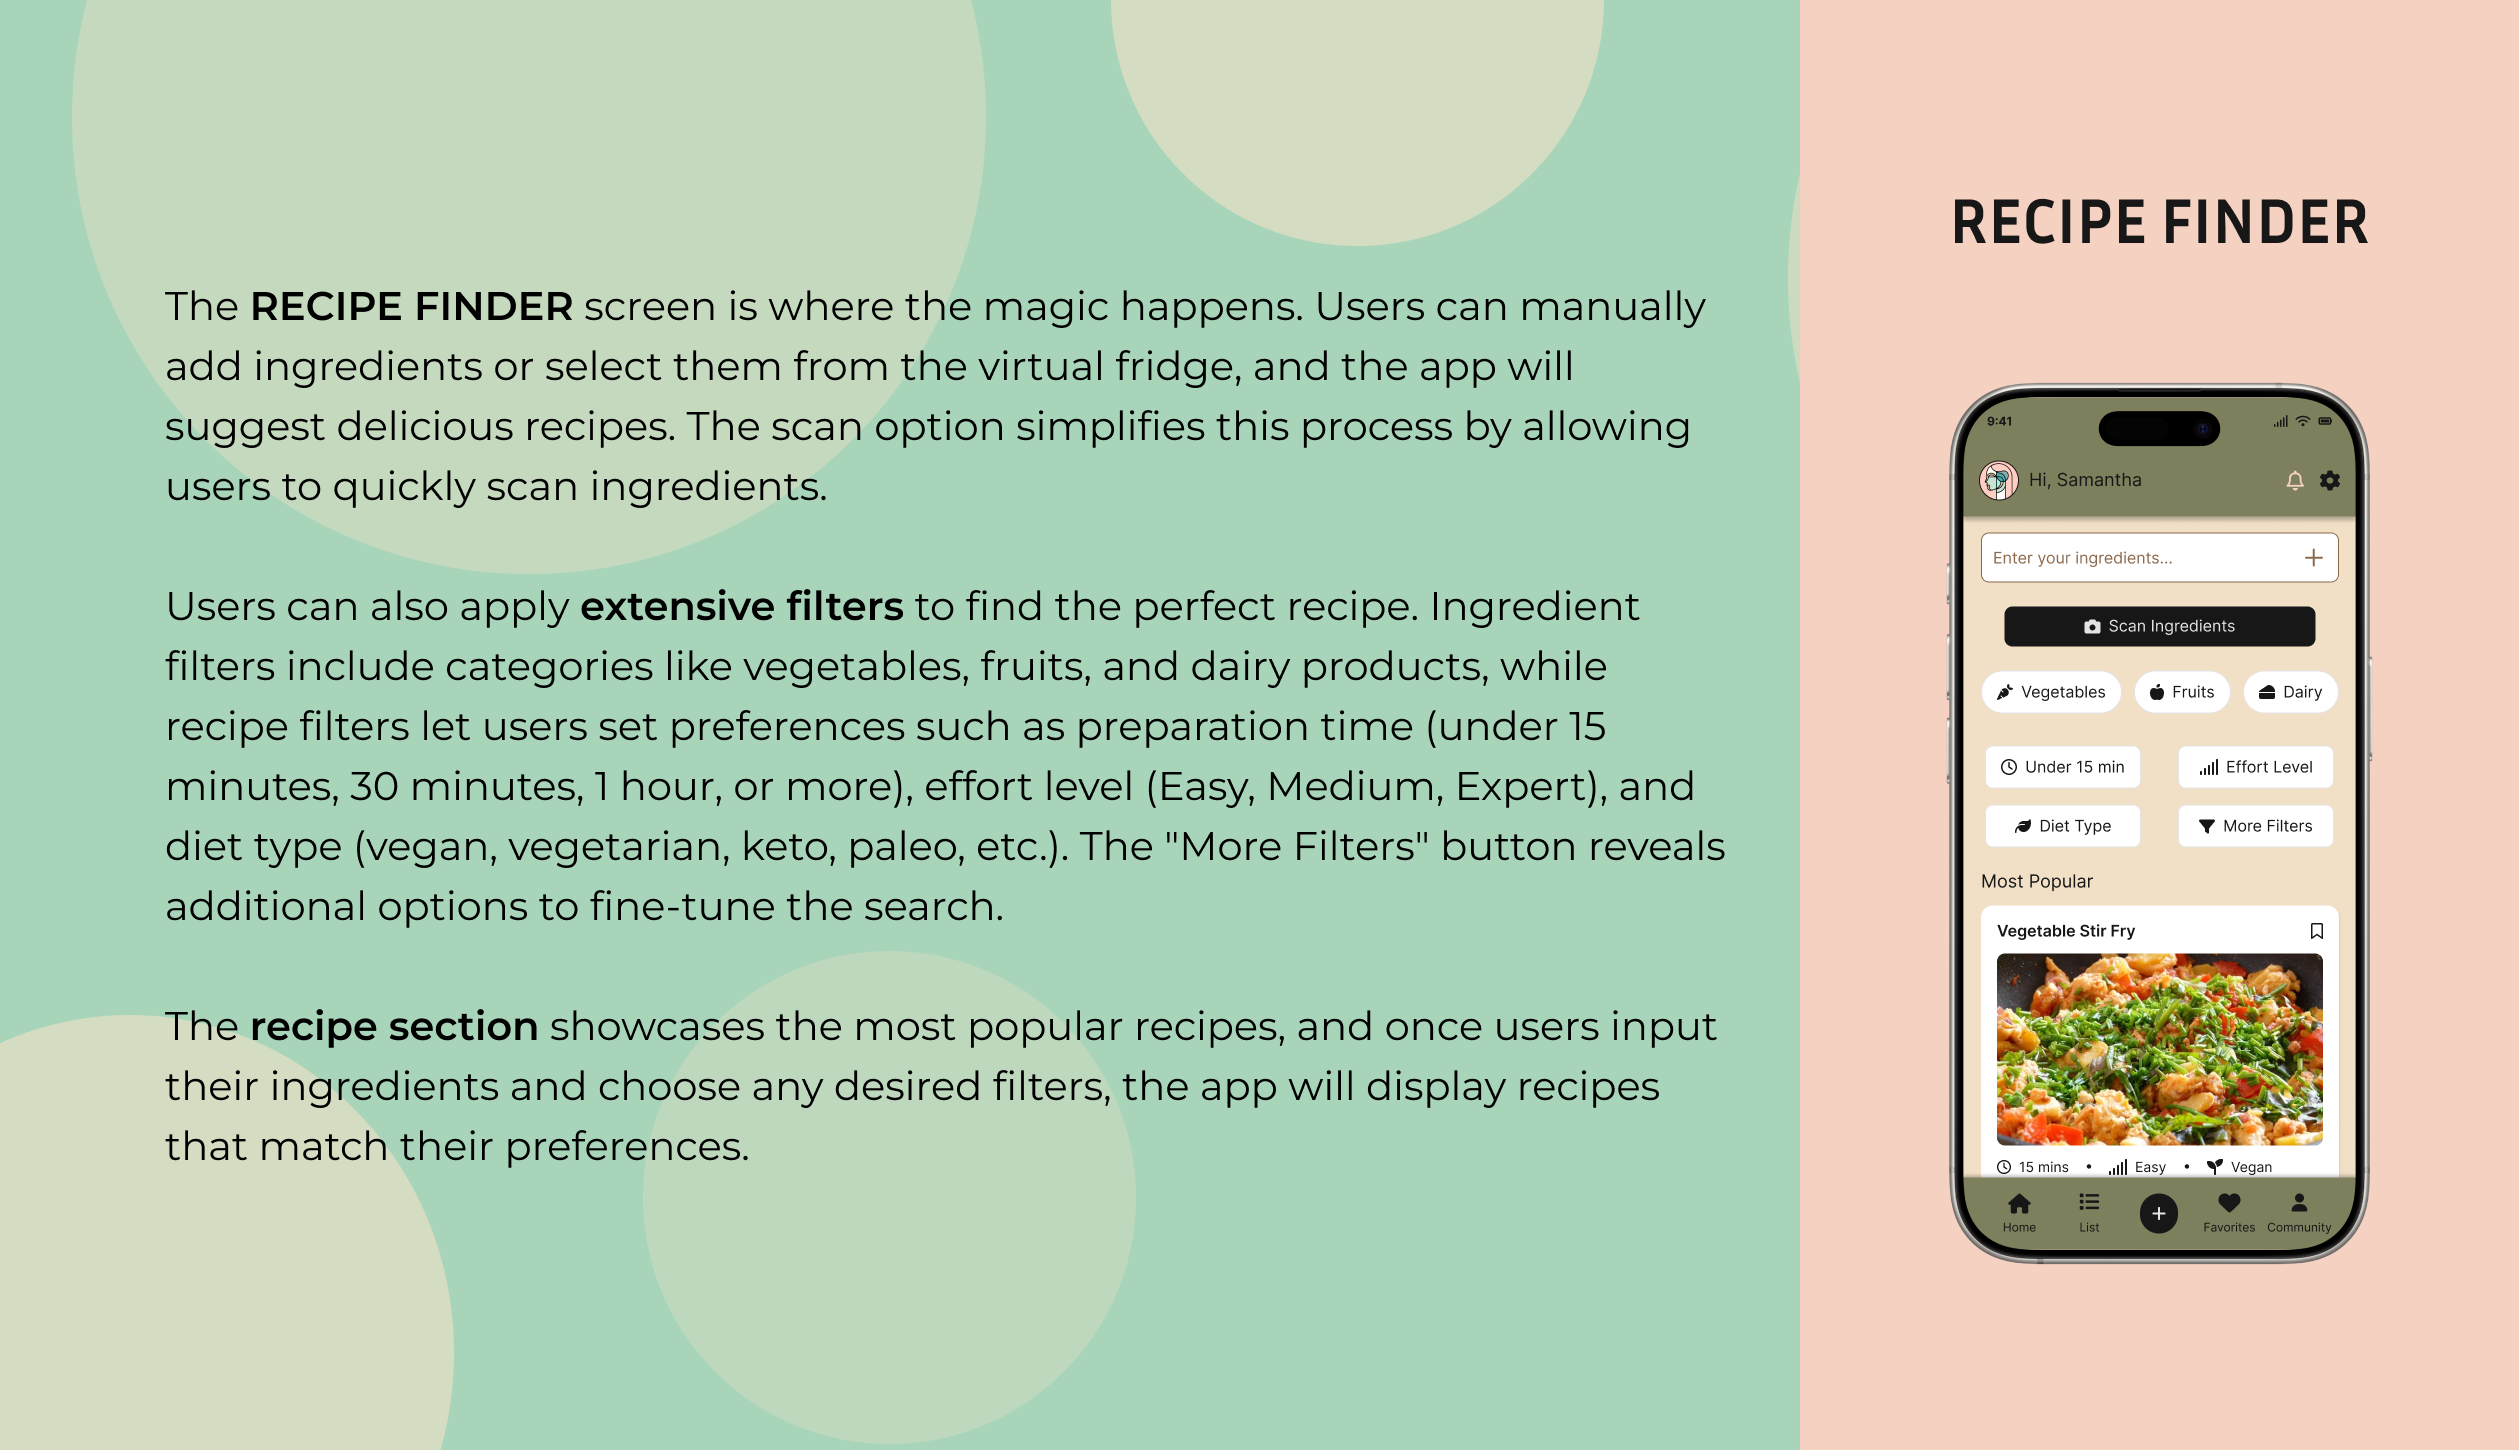 The RECIPE FINDER screen is where the magic happens. Users can manually
add ingredients or select them from the virtual fridge, and the app will
suggest delicious recipes. The scan option simplifies this process by allowing
users to quickly scan ingredients.
Users can also apply extensive filters to find the perfect recipe. Ingredient
filters include categories like vegetables, fruits, and dairy products, while
recipe filters let users set preferences such as preparation time (under 15
minutes, 30 minutes, 1 hour, or more), effort level (Easy, Medium, Expert), and
diet type (vegan, vegetarian, keto, paleo, etc.). The "More Filters" button reveals
additional options to fine-tune the search.
The recipe section showcases the most popular recipes, and once users input
their ingredients and choose any desired filters, the app will display recipes
that match their preferences.
RECIPE FINDER
9:41
Hi, Samantha
Enter your ingredients...
Scan Ingredients
Vegetables Fruits Dairy
Under 15 min Effort Level
Diet Type More Filters
Most Popular
Vegetable Stir Fry
15 mins • Easy • Vegan
Home List Favorites Community